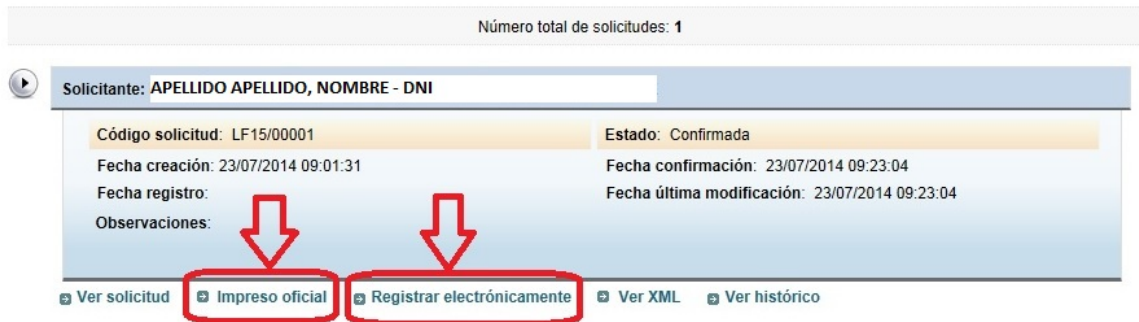 Número total de solicitudes: 1
Solicitante: APELLIDO APELLIDO, NOMBRE - DNI
Código solicitud: LF15/00001 Estado: Confirmada
Fecha creación: 23/07/2014 09:01:31 Fecha confirmación: 23/07/2014 09:23:04
Fecha registro: Fecha última modificación: 23/07/2014 09:23:04
Observaciones:
Ver solicitud Impreso oficial Registrar electrónicamente Ver XML Ver histórico